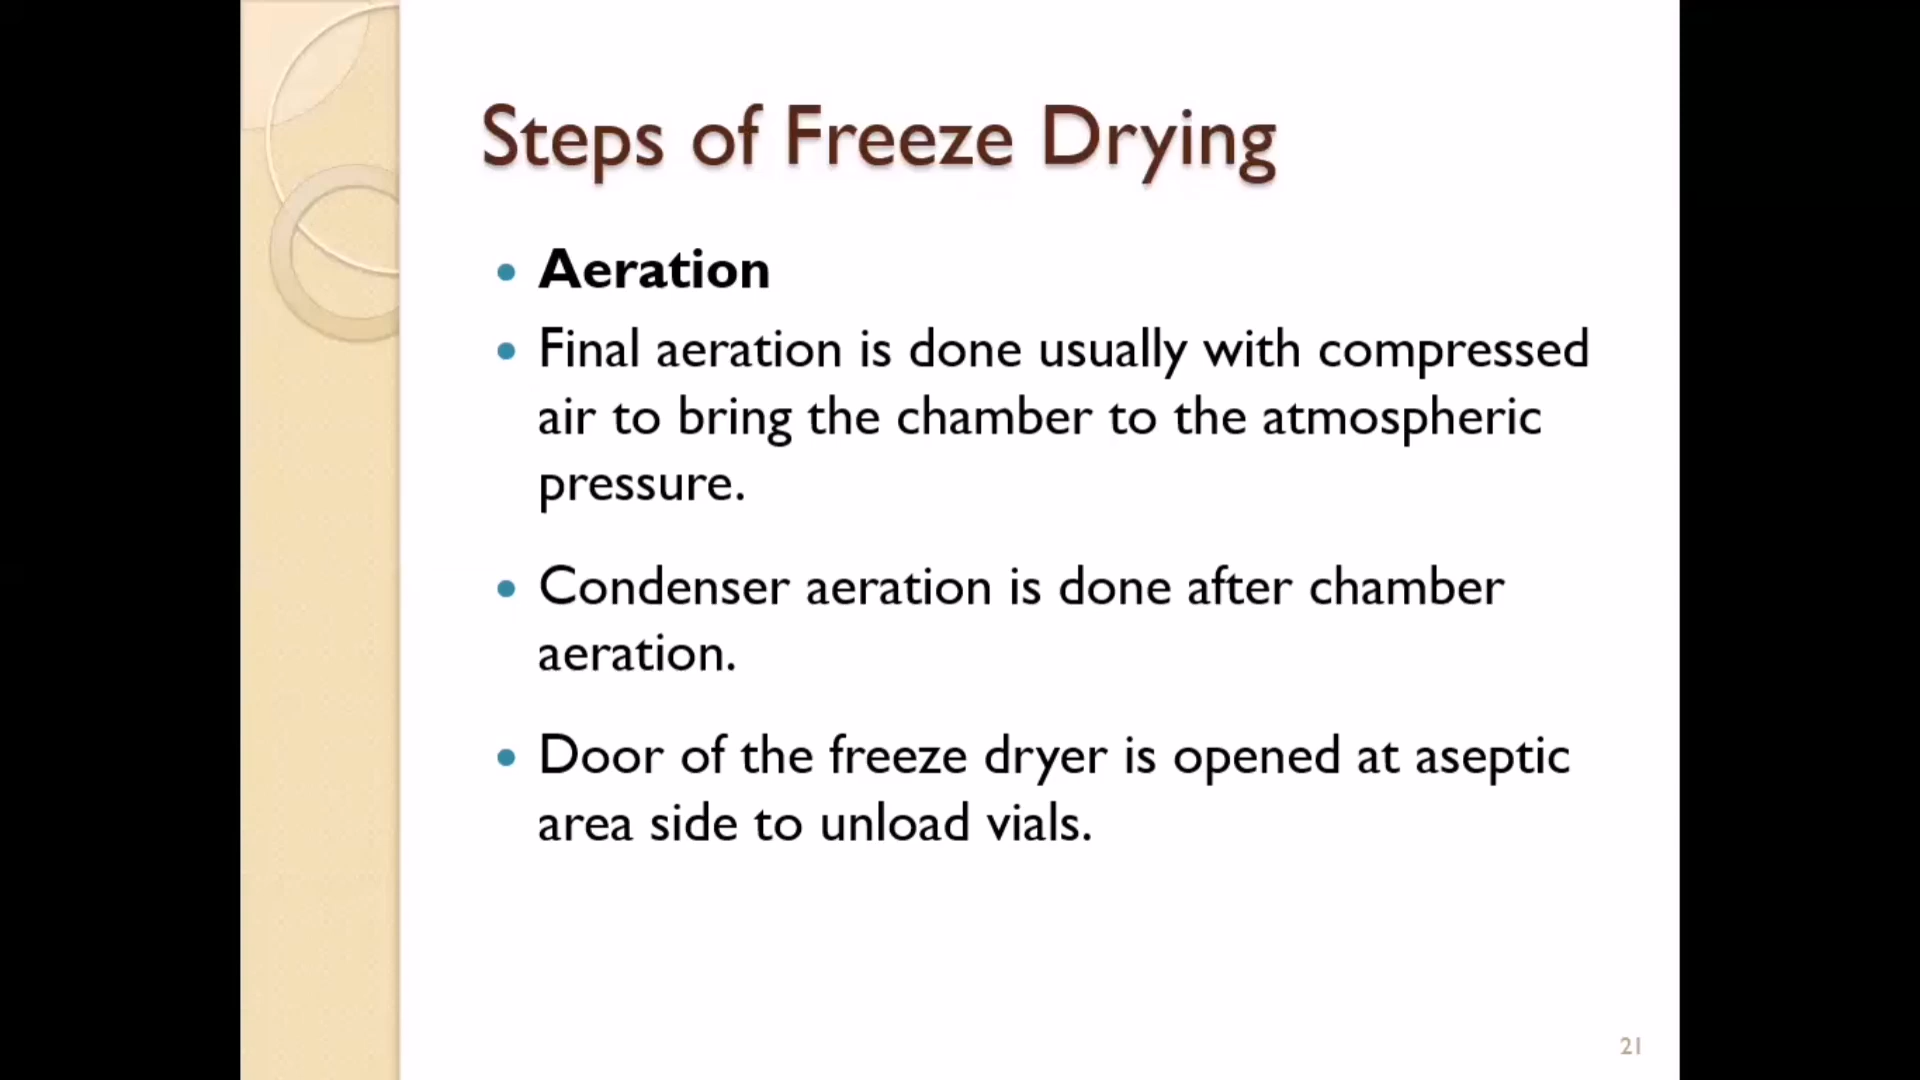 Steps of Freeze Drying
• Aeration
• Final aeration is done usually with compressed
air to bring the chamber to the atmospheric
pressure.
• Condenser aeration is done after chamber
aeration.
• Door of the freeze dryer is opened at aseptic
area side to unload vials.
21